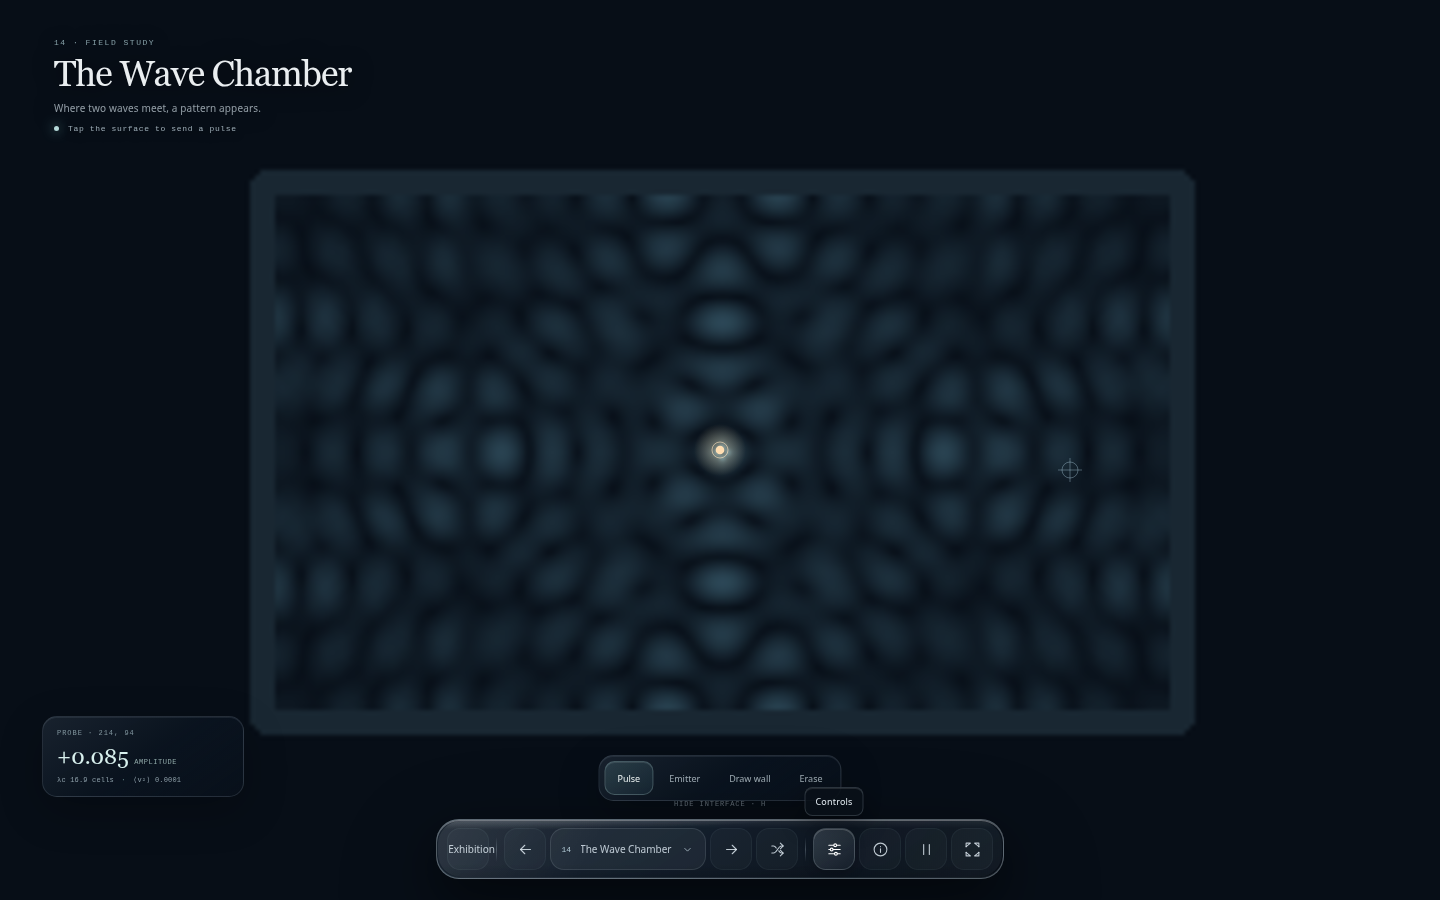 14 · FIELD STUDY
The Wave Chamber
Where two waves meet, a pattern appears.
Tap the surface to send a pulse
PROBE · 214, 94
+0.085 AMPLITUDE
λc 16.9 cells · ⟨v²⟩ 0.0001
Pulse Emitter Draw wall Erase
HIDE INTERFACE · H
Controls
Exhibition 14 The Wave Chamber